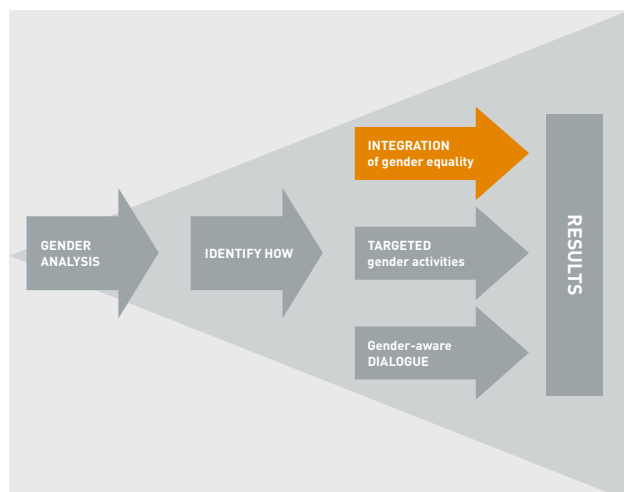 GENDER
ANALYSIS
IDENTIFY HOW
INTEGRATION
of gender equality
TARGETED
gender activities
Gender-aware
DIALOGUE
RESULTS